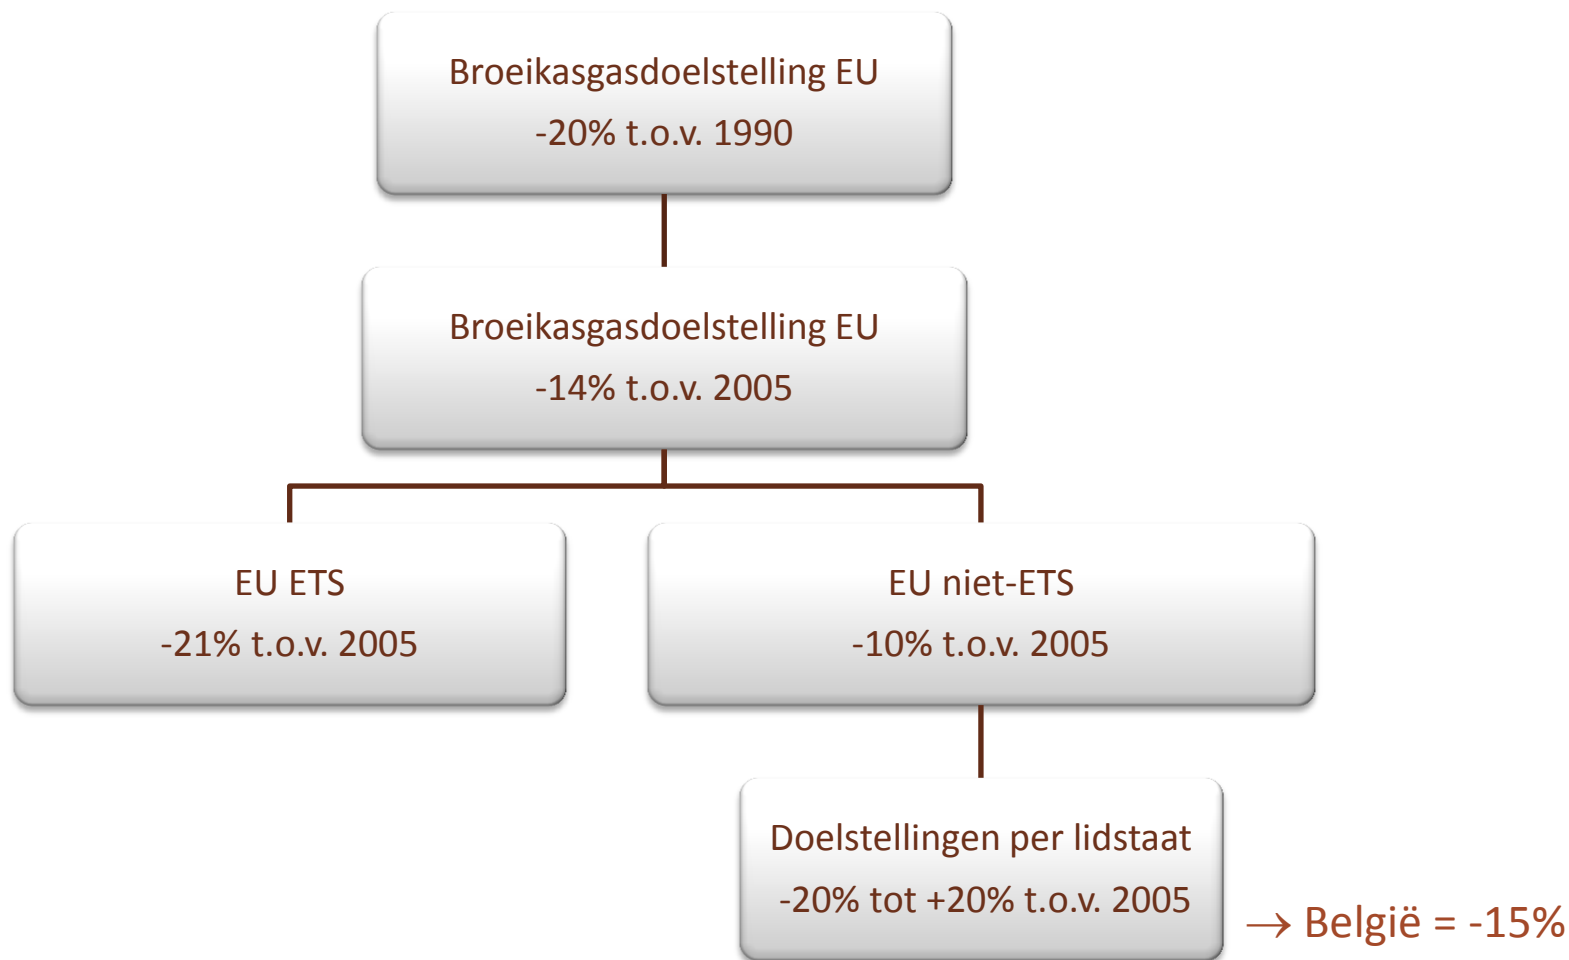 Broeikasgasdoelstelling EU
-20% t.o.v. 1990
Broeikasgasdoelstelling EU
-14% t.o.v. 2005
EU ETS
-21% t.o.v. 2005
EU niet-ETS
-10% t.o.v. 2005
Doelstellingen per lidstaat
-20% tot +20% t.o.v. 2005
→ België = -15%